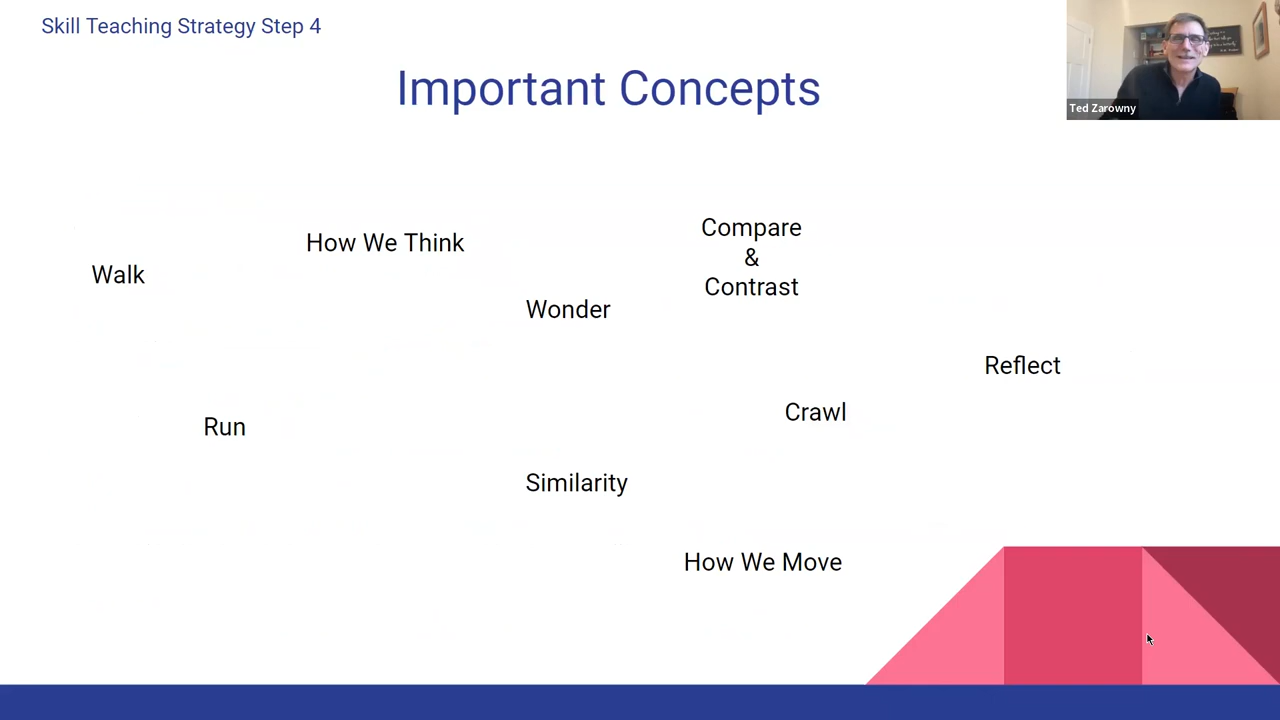 Skill Teaching Strategy Step 4
Important Concepts
Ted Zarowny
How We Think
Compare
&
Contrast
Walk
Wonder
Reflect
Crawl
Run
Similarity
How We Move